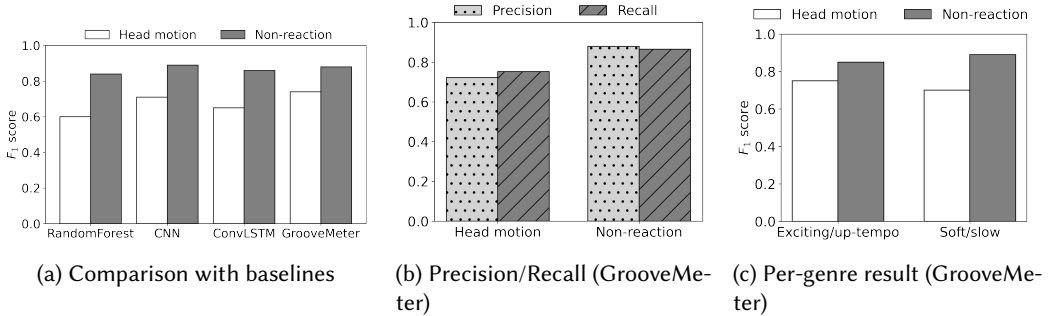 Head motion Non-reaction
1.0
0.8
0.6
0.4
0.2
0.0
F1 score
RandomForest CNN ConvLSTM GrooveMeter
(a) Comparison with baselines
Precision Recall
1.0
0.8
0.6
0.4
0.2
0.0
Head motion Non-reaction
(b) Precision/Recall (GrooveMe-
ter)
Head motion Non-reaction
1.0
0.8
0.6
0.4
0.2
0.0
F1 score
Exciting/up-tempo Soft/slow
(c) Per-genre result (GrooveMe-
ter)